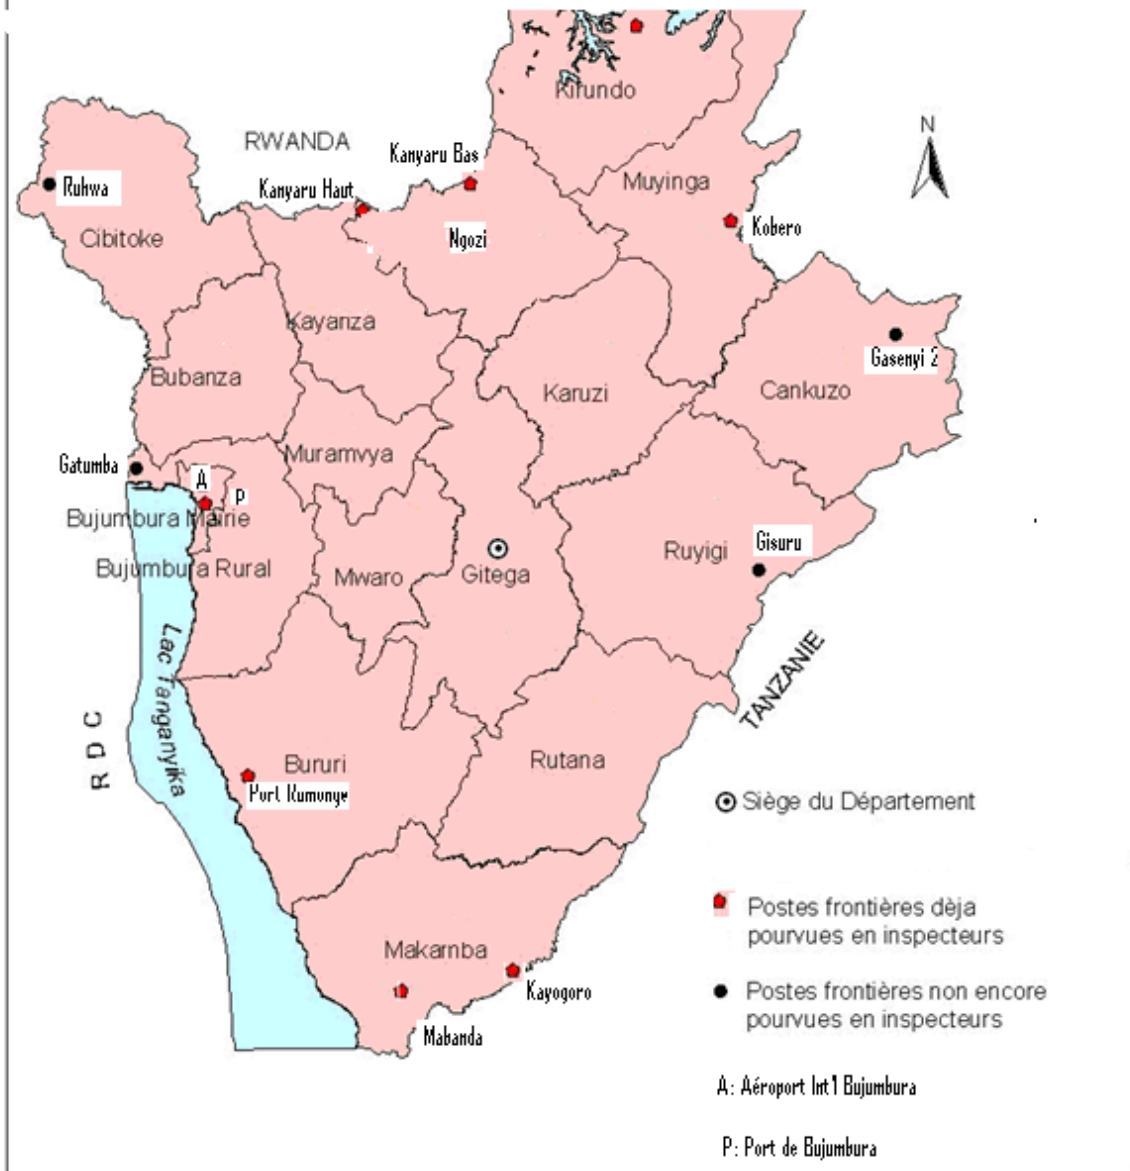 Kirundo
N
RWANDA
Kanyaru Bas
Kanyaru Haut
Muyinga
Ruhwa
Kobero
Cibitoke
Ngozi
Kayanza
Gasenyi 2
Bubanza
Karuzi
Cankuzo
Muramvya
Gatumba
A
P
Bujumbura Mairie
Gisuru
Ruyigi
Bujumbura Rural
Mwaro
Gitega
Lac Tanganyika
TANZANIE
R D C
Bururi
Rutana
Port Rumonge
Siège du Département
Postes frontières dèja
pourvues en inspecteurs
Makamba
Kayogoro
Postes frontières non encore
pourvues en inspecteurs
Mabanda
A: Aéroport Int'l Bujumbura
P: Port de Bujumbura